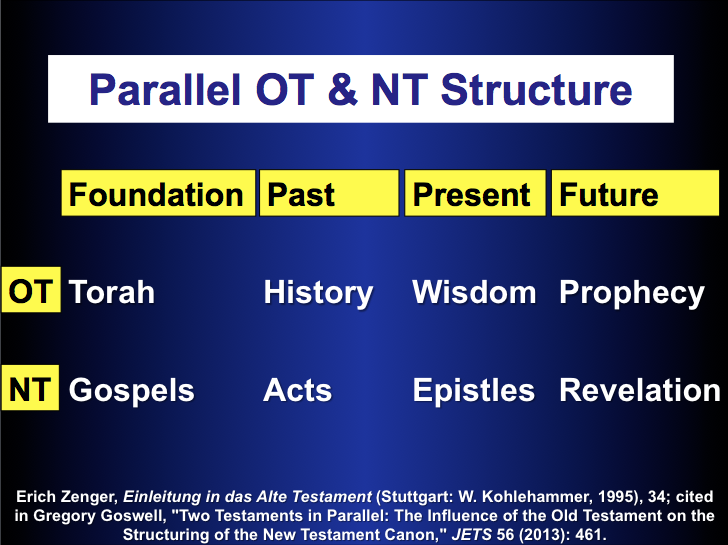 Parallel OT & NT Structure
Foundation Past Present Future
OT Torah History Wisdom Prophecy
NT Gospels Acts Epistles Revelation
Erich Zenger, Einleitung in das Alte Testament (Stuttgart: W. Kohlehammer, 1995), 34; cited
in Gregory Goswell, "Two Testaments in Parallel: The Influence of the Old Testament on the
Structuring of the New Testament Canon," JETS 56 (2013): 461.